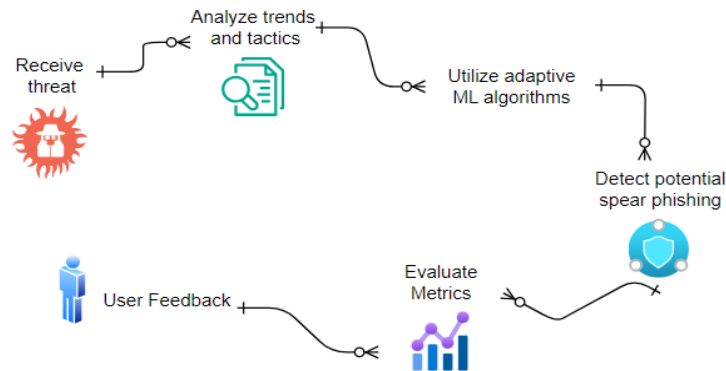 Receive
threat
Analyze trends
and tactics
Utilize adaptive
ML algorithms
Detect potential
spear phishing
Evaluate
Metrics
User Feedback